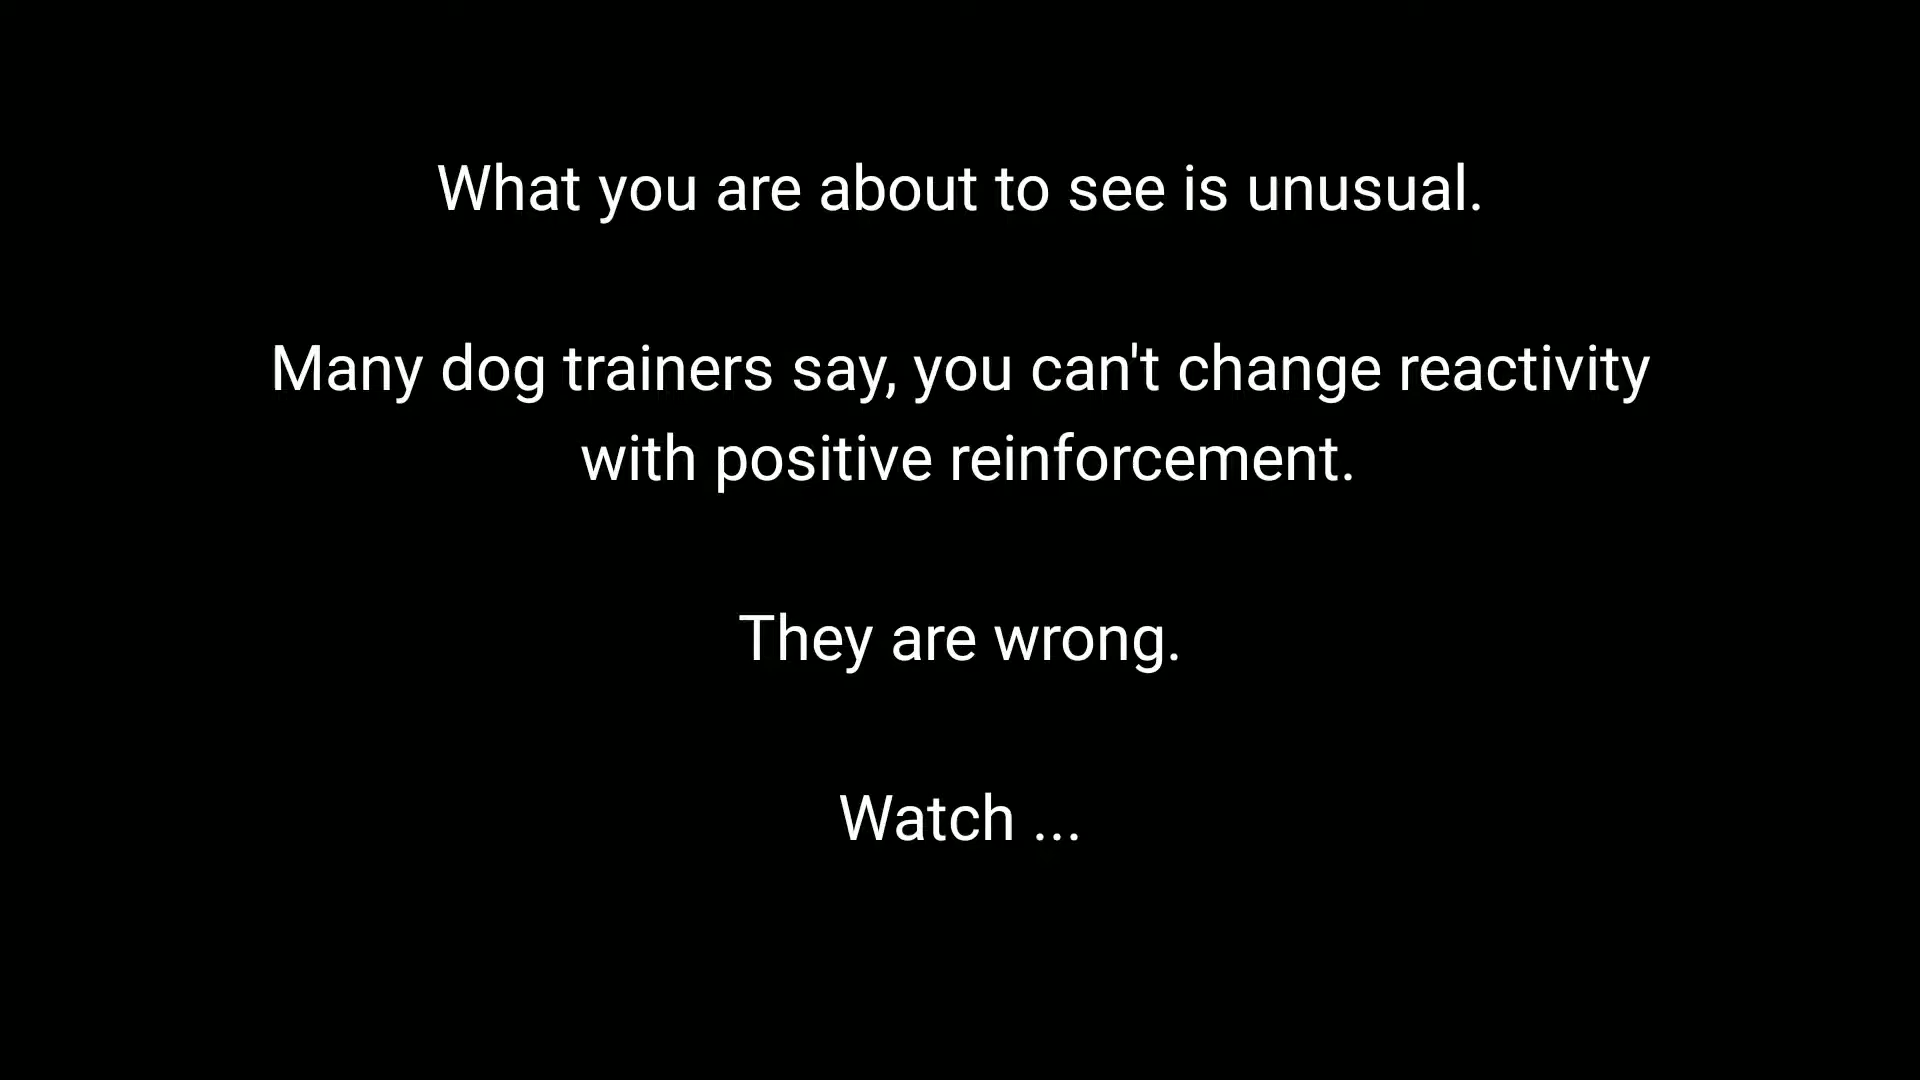 What you are about to see is unusual.
Many dog trainers say, you can't change reactivity
with positive reinforcement.
They are wrong.
Watch ...